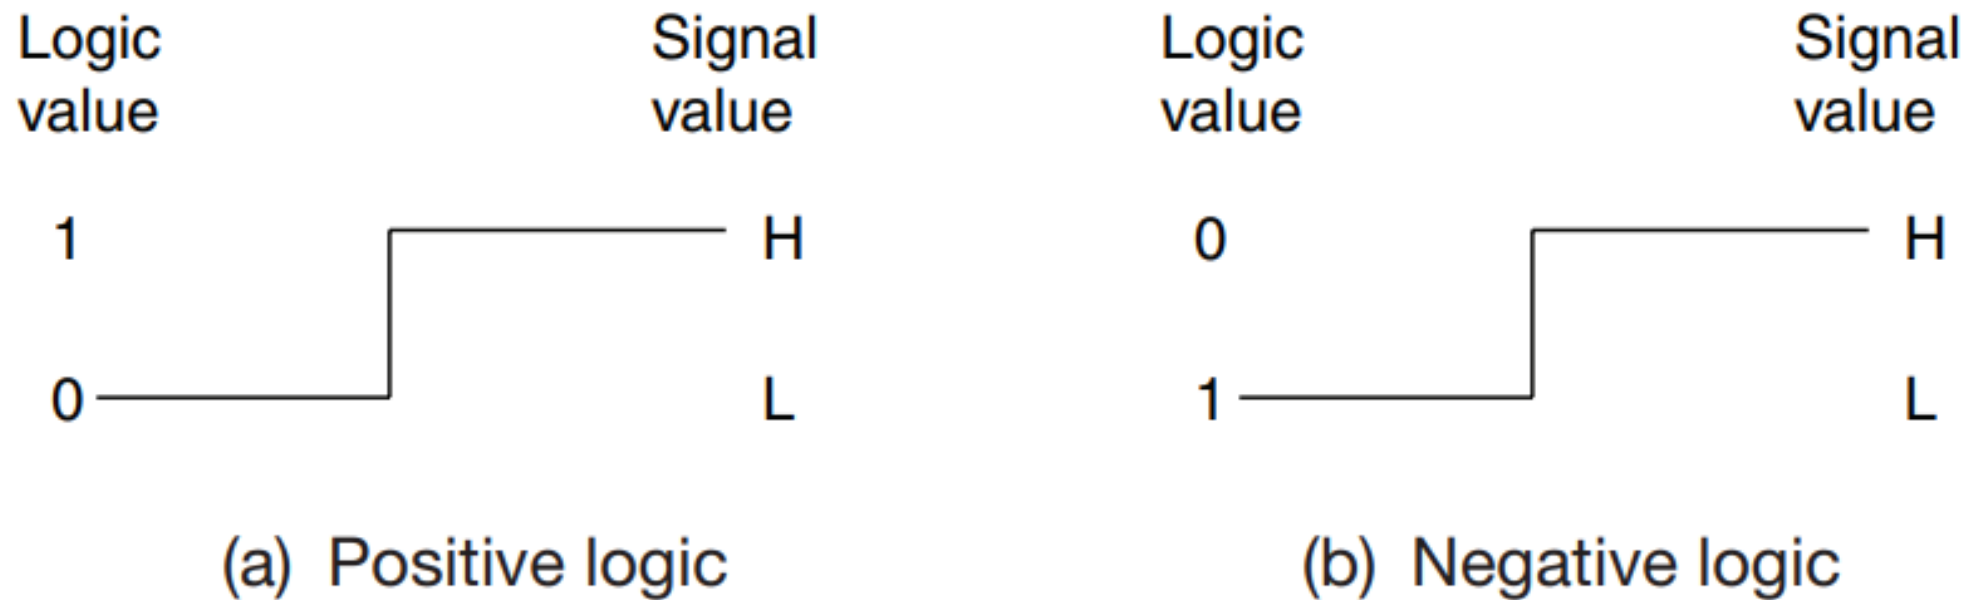 Logic
value
Signal
value
1
H
0
L
(a) Positive logic
Logic
value
Signal
value
0
H
1
L
(b) Negative logic